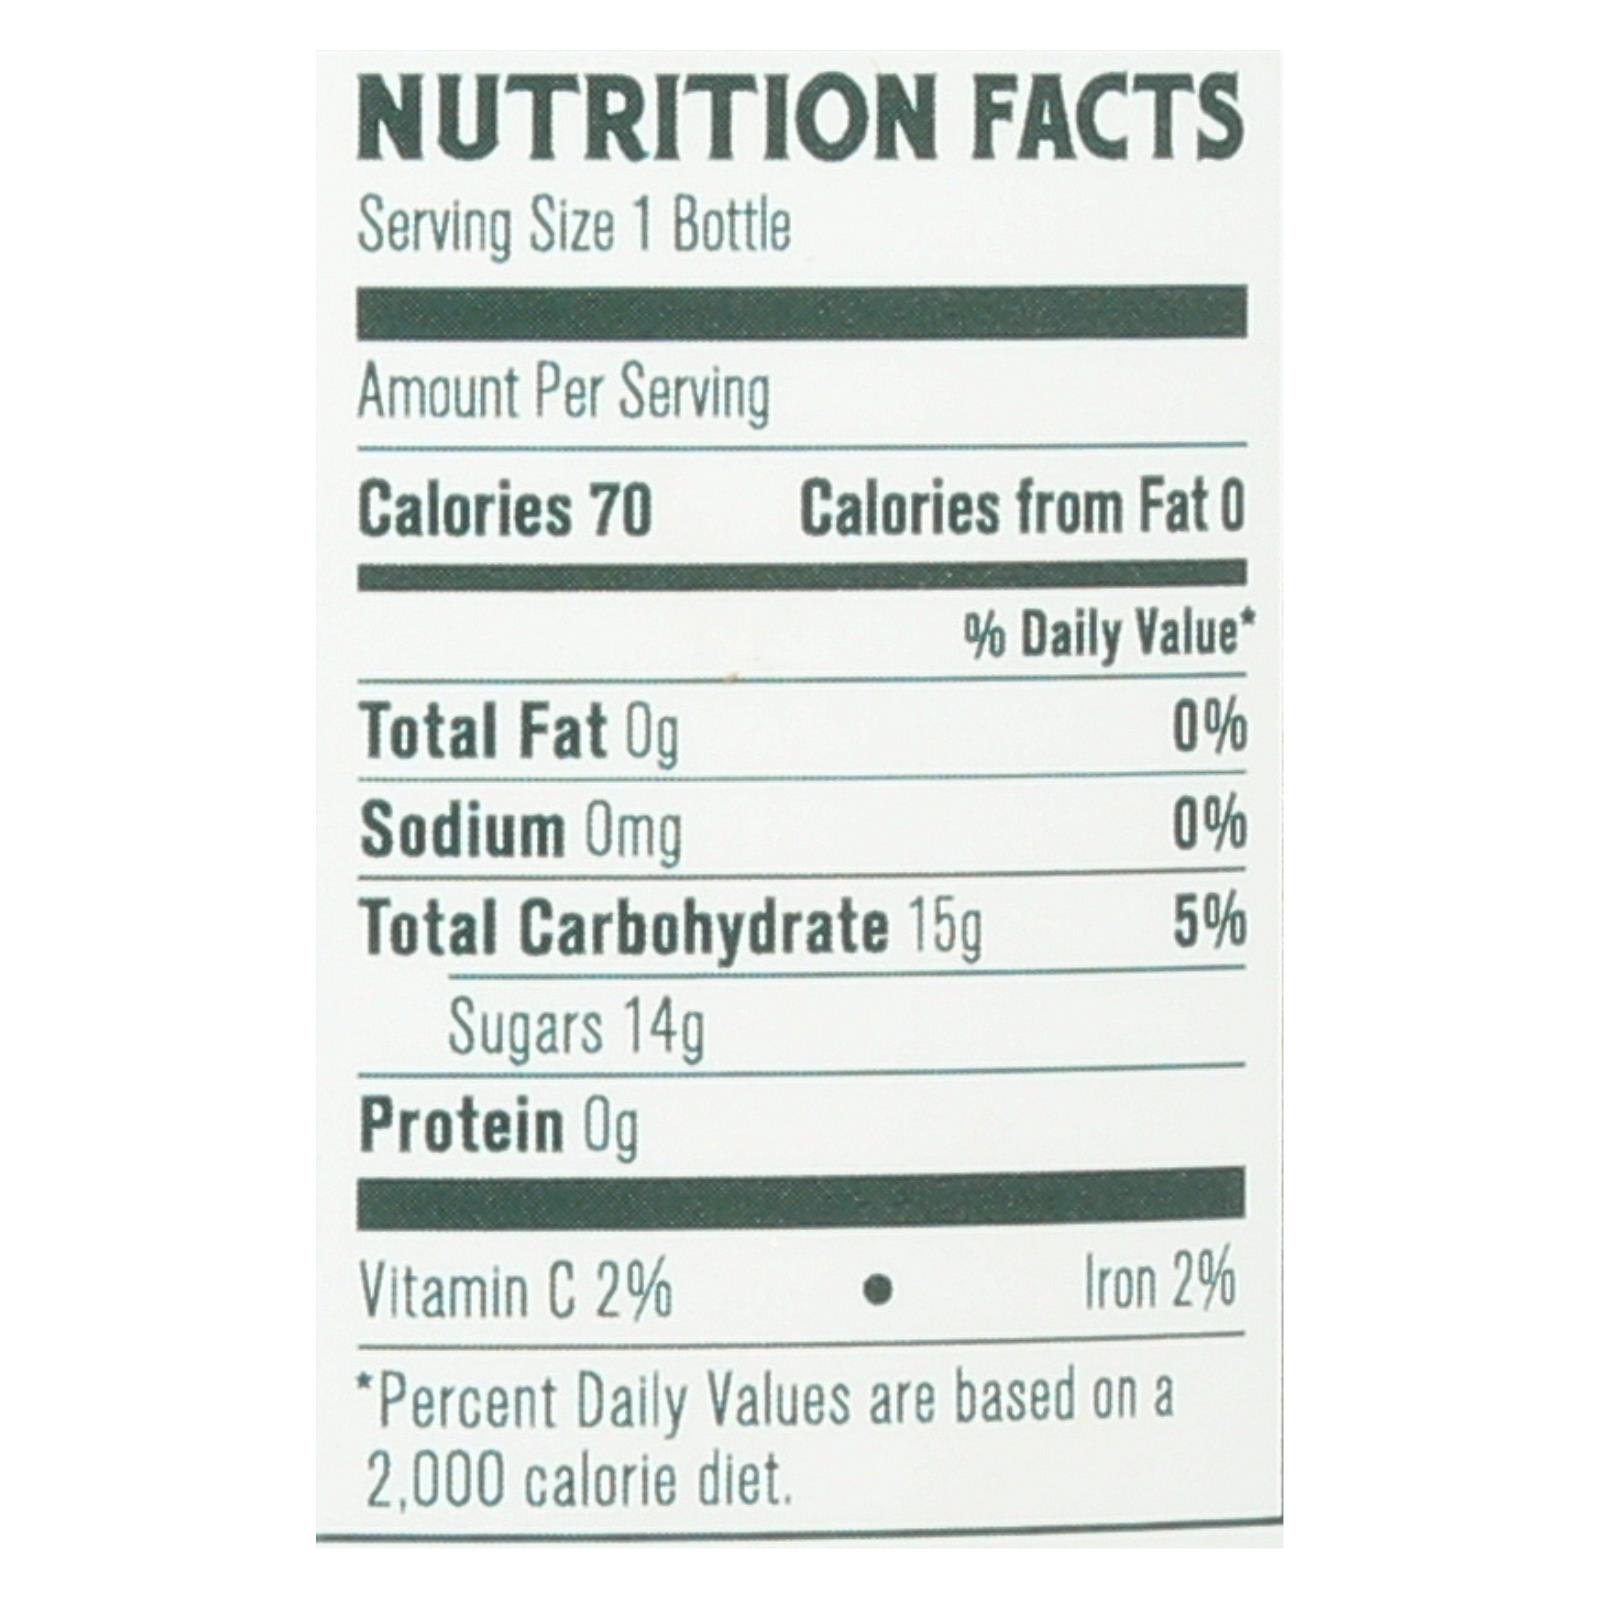 NUTRITION FACTS
Serving Size 1 Bottle
Amount Per Serving
Calories 70 Calories from Fat 0
% Daily Value*
Total Fat 0g 0%
Sodium 0mg 0%
Total Carbohydrate 15g 5%
Sugars 14g
Protein 0g
Vitamin C 2% • Iron 2%
*Percent Daily Values are based on a
2,000 calorie diet.